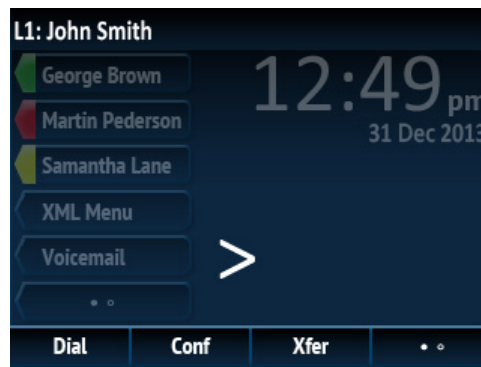 L1: John Smith
George Brown
Martin Pederson
Samantha Lane
XML Menu
Voicemail
12:49 pm
31 Dec 2013
>
Dial Conf Xfer